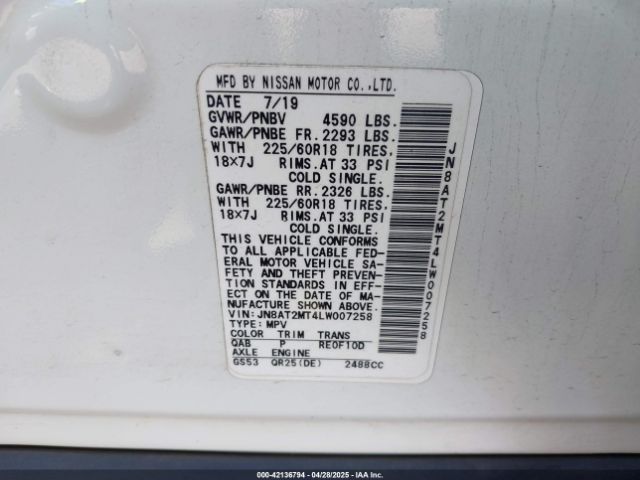 MFD BY NISSAN MOTOR CO.,LTD.
DATE 7/19
GVWR/PNBV 4590 LBS.
GAWR/PNBE FR. 2293 LBS.
WITH 225/60R18 TIRES,
18X7J RIMS.AT 33 PSI
COLD SINGLE.
GAWR/PNBE RR. 2326 LBS.
WITH 225/60R18 TIRES,
18X7J RIMS.AT 33 PSI
COLD SINGLE.
THIS VEHICLE CONFORMS
TO ALL APPLICABLE FED-
ERAL MOTOR VEHICLE SA-
FETY AND THEFT PREVEN-
TION STANDARDS IN EFF-
ECT ON THE DATE OF MA-
NUFACTURE SHOWN ABOVE.
VIN: JN8AT2MT4LW007258
TYPE: MPV
COLOR TRIM TRANS
QAB P RE0F10D
AXLE ENGINE
GS53 QR25(DE) 2488CC
JN8AT2MT4LW007258
000-42136794 / 04/28/2025 / IAA, Inc.